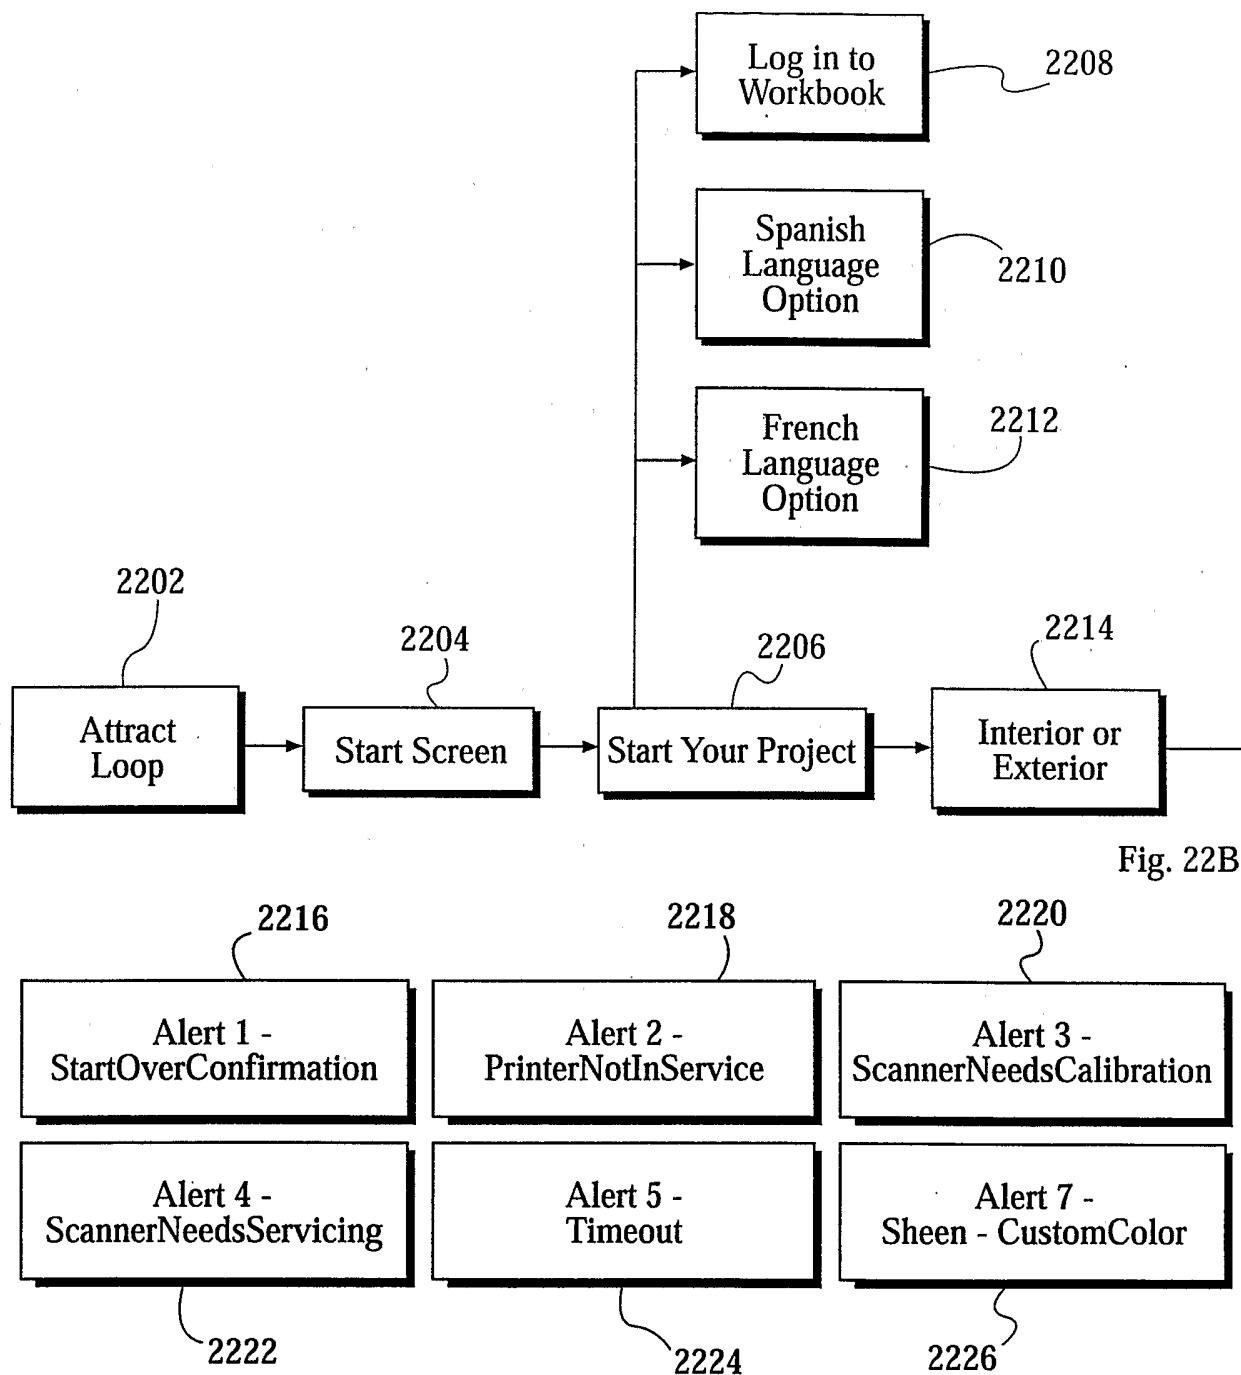 Log in to
Workbook
2208
Spanish
Language
Option
2210
French
Language
Option
2212
2202
2204
2206
2214
Attract
Loop
Start Screen
Start Your Project
Interior or
Exterior
Fig. 22B
2216
2218
2220
Alert 1 -
StartOverConfirmation
Alert 2 -
PrinterNotInService
Alert 3 -
ScannerNeedsCalibration
Alert 4 -
ScannerNeedsServicing
Alert 5 -
Timeout
Alert 7 -
Sheen - CustomColor
2222
2224
2226